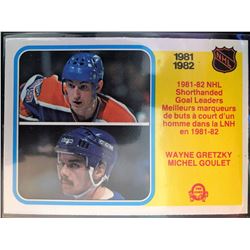 1981
1982
NHL
1981-82 NHL
Shorthanded
Goal Leaders
Meilleurs marqueurs
de buts à court d'un
homme dans la LNH
en 1981-82
WAYNE GRETZKY
MICHEL GOULET